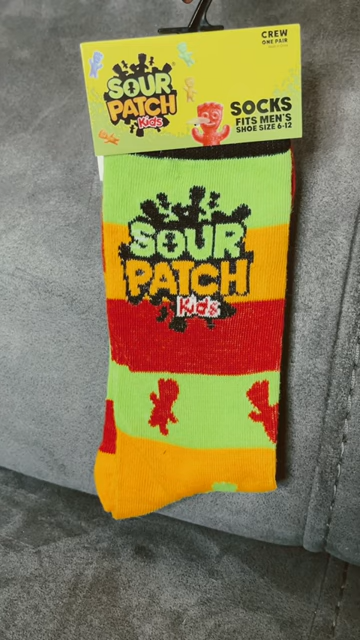 SOUR
PATCH
Kids
CREW
ONE PAIR
SOCKS
FITS MEN'S
SHOE SIZE 6-12
SOUR
PATCH
Kids